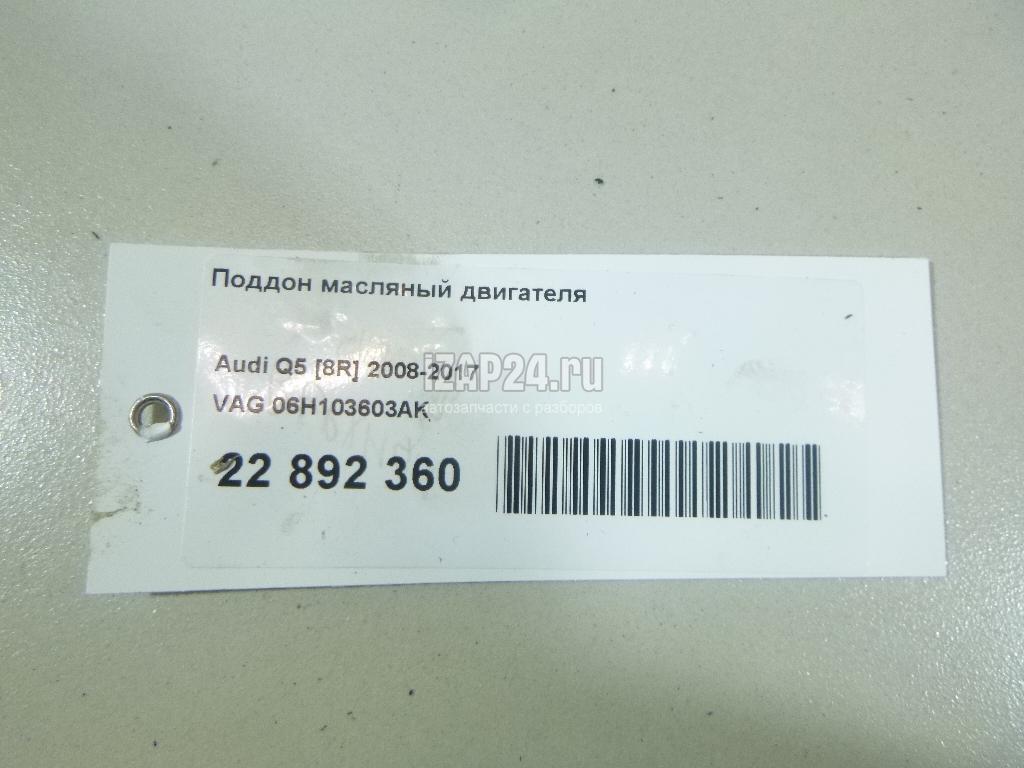 Поддон масляный двигателя
Audi Q5 [8R] 2008-2017
iZAP24.ru
VAG 06H103603AK
автозапчасти с разборов
22 892 360